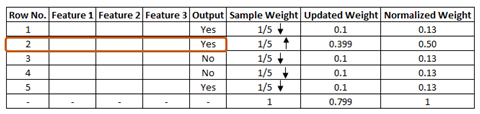 Row No. Feature 1 Feature 2 Feature 3 Output Sample Weight Updated Weight Normalized Weight
1 Yes 1/5 ↓ 0.1 0.13
2 Yes 1/5 ↑ 0.399 0.50
3 No 1/5 ↓ 0.1 0.13
4 No 1/5 ↓ 0.1 0.13
5 Yes 1/5 ↓ 0.1 0.13
- - - - - 1 0.799 1